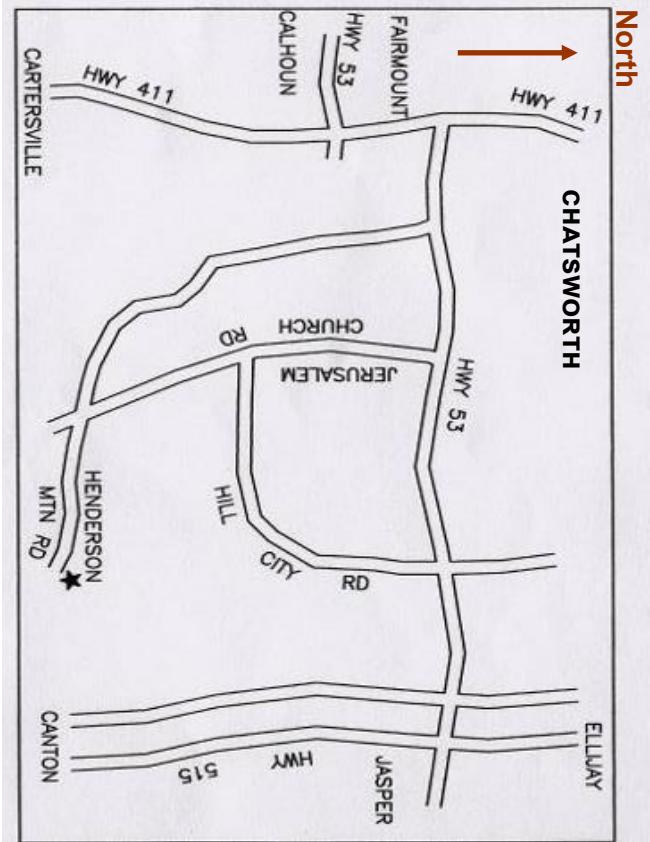 North
CALHOUN
HWY 53
FAIRMOUNT
CARTERSVILLE
HWY 411
HWY 411
CHATSWORTH
CHURCH
RD
JERUSALEM
HWY 53
HENDERSON
MTN RD
HILL
CITY
RD
CANTON
515
HWY
JASPER
ELLIJAY